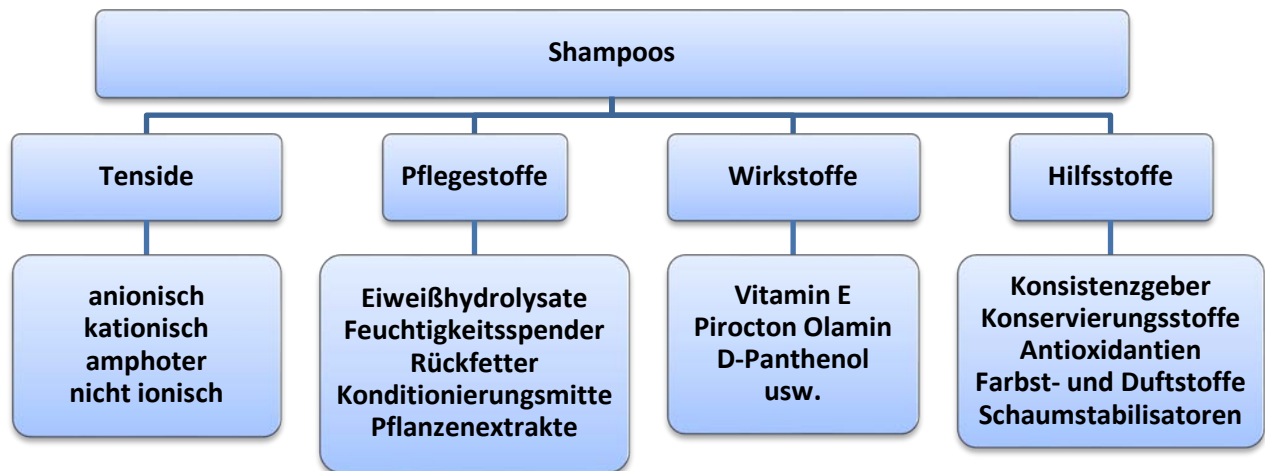 Shampoos
Tenside
Pflegestoffe
Wirkstoffe
Hilfsstoffe
anionisch
kationisch
amphoter
nicht ionisch
Eiweißhydrolysate
Feuchtigkeitsspender
Rückfetter
Konditionierungsmitte
Pflanzenextrakte
Vitamin E
Pirocton Olamin
D-Panthenol
usw.
Konsistenzgeber
Konservierungsstoffe
Antioxidantien
Farbst- und Duftstoffe
Schaumstabilisatoren